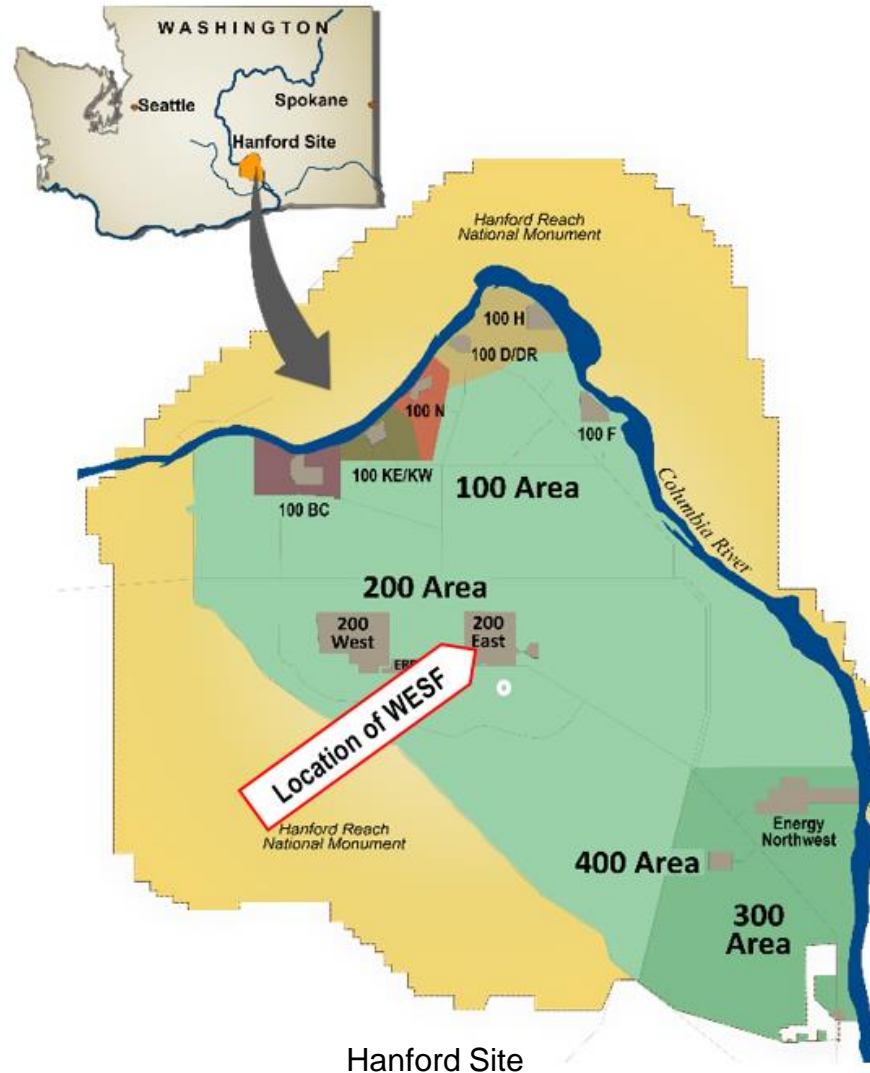 WASHINGTON
Seattle
Spokane
Hanford Site
Hanford Reach
National Monument
100 H
100 D/DR
100 N
100 F
100 KE/KW
100 Area
100 BC
Columbia River
200 Area
200
West
200
East
Location of WESF
Hanford Reach
National Monument
Energy
Northwest
400 Area
300
Area
Hanford Site